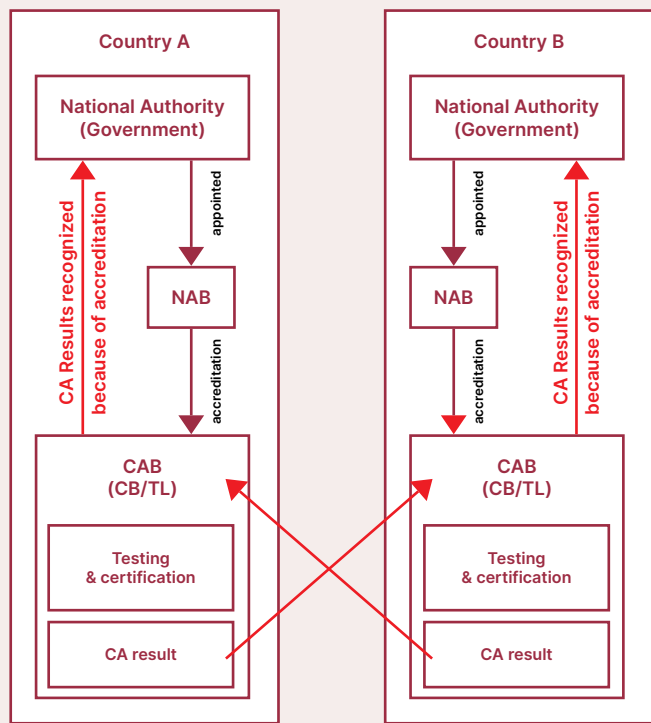 Country A
National Authority
(Government)
CA Results recognized
because of accreditation
appointed
NAB
accreditation
CAB
(CB/TL)
Testing
& certification
CA result
Country B
National Authority
(Government)
appointed
NAB
accreditation
CA Results recognized
because of accreditation
CAB
(CB/TL)
Testing
& certification
CA result